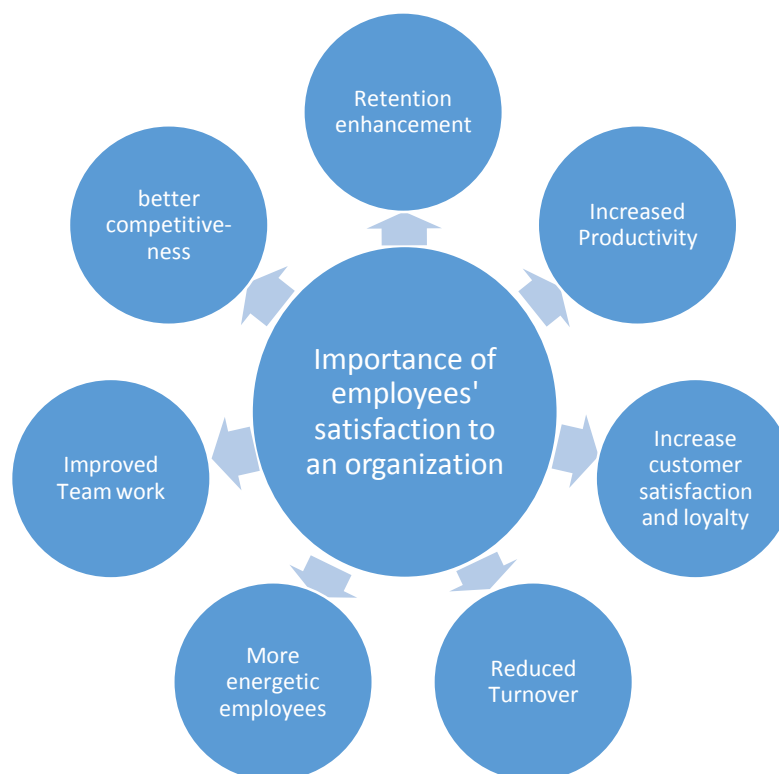 Retention
enhancement
Increased
Productivity
Increase
customer
satisfaction
and loyalty
Reduced
Turnover
More
energetic
employees
Improved
Team work
better
competitive-
ness
Importance of
employees'
satisfaction to
an organization